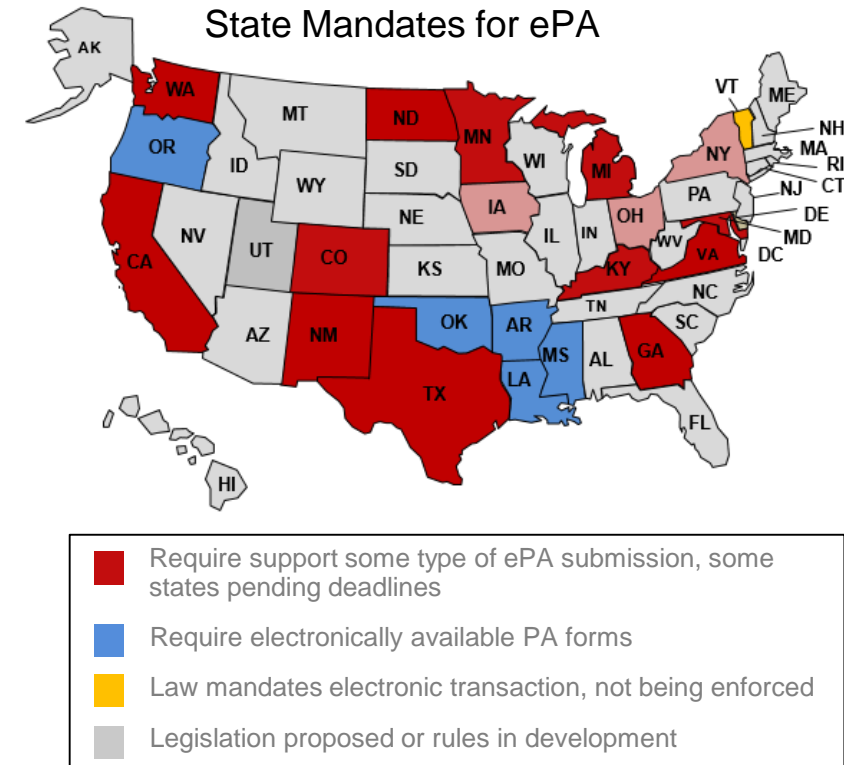 State Mandates for ePA
AK
WA
MT
ND
MN
VT
ME
NH
MA
RI
CT
NJ
DE
MD
DC
OR
ID
WY
SD
WI
MI
NY
PA
NE
IA
IL
IN
OH
WV
VA
NV
UT
CO
KS
MO
KY
CA
NC
TN
SC
AZ
NM
OK
AR
MS
AL
GA
LA
TX
FL
HI
Require support some type of ePA submission, some
states pending deadlines
Require electronically available PA forms
Law mandates electronic transaction, not being enforced
Legislation proposed or rules in development